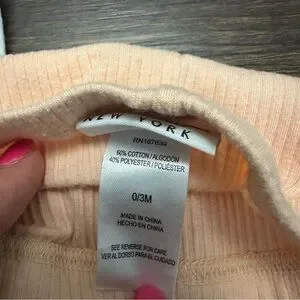 NEW YORK
RN167639
60% COTTON / ALGODÓN
40% POLYESTER / POLIÉSTER
0/3M
MADE IN CHINA
HECHO EN CHINA
SEE REVERSE FOR CARE
VER AL DORSO PARA EL CUIDADO